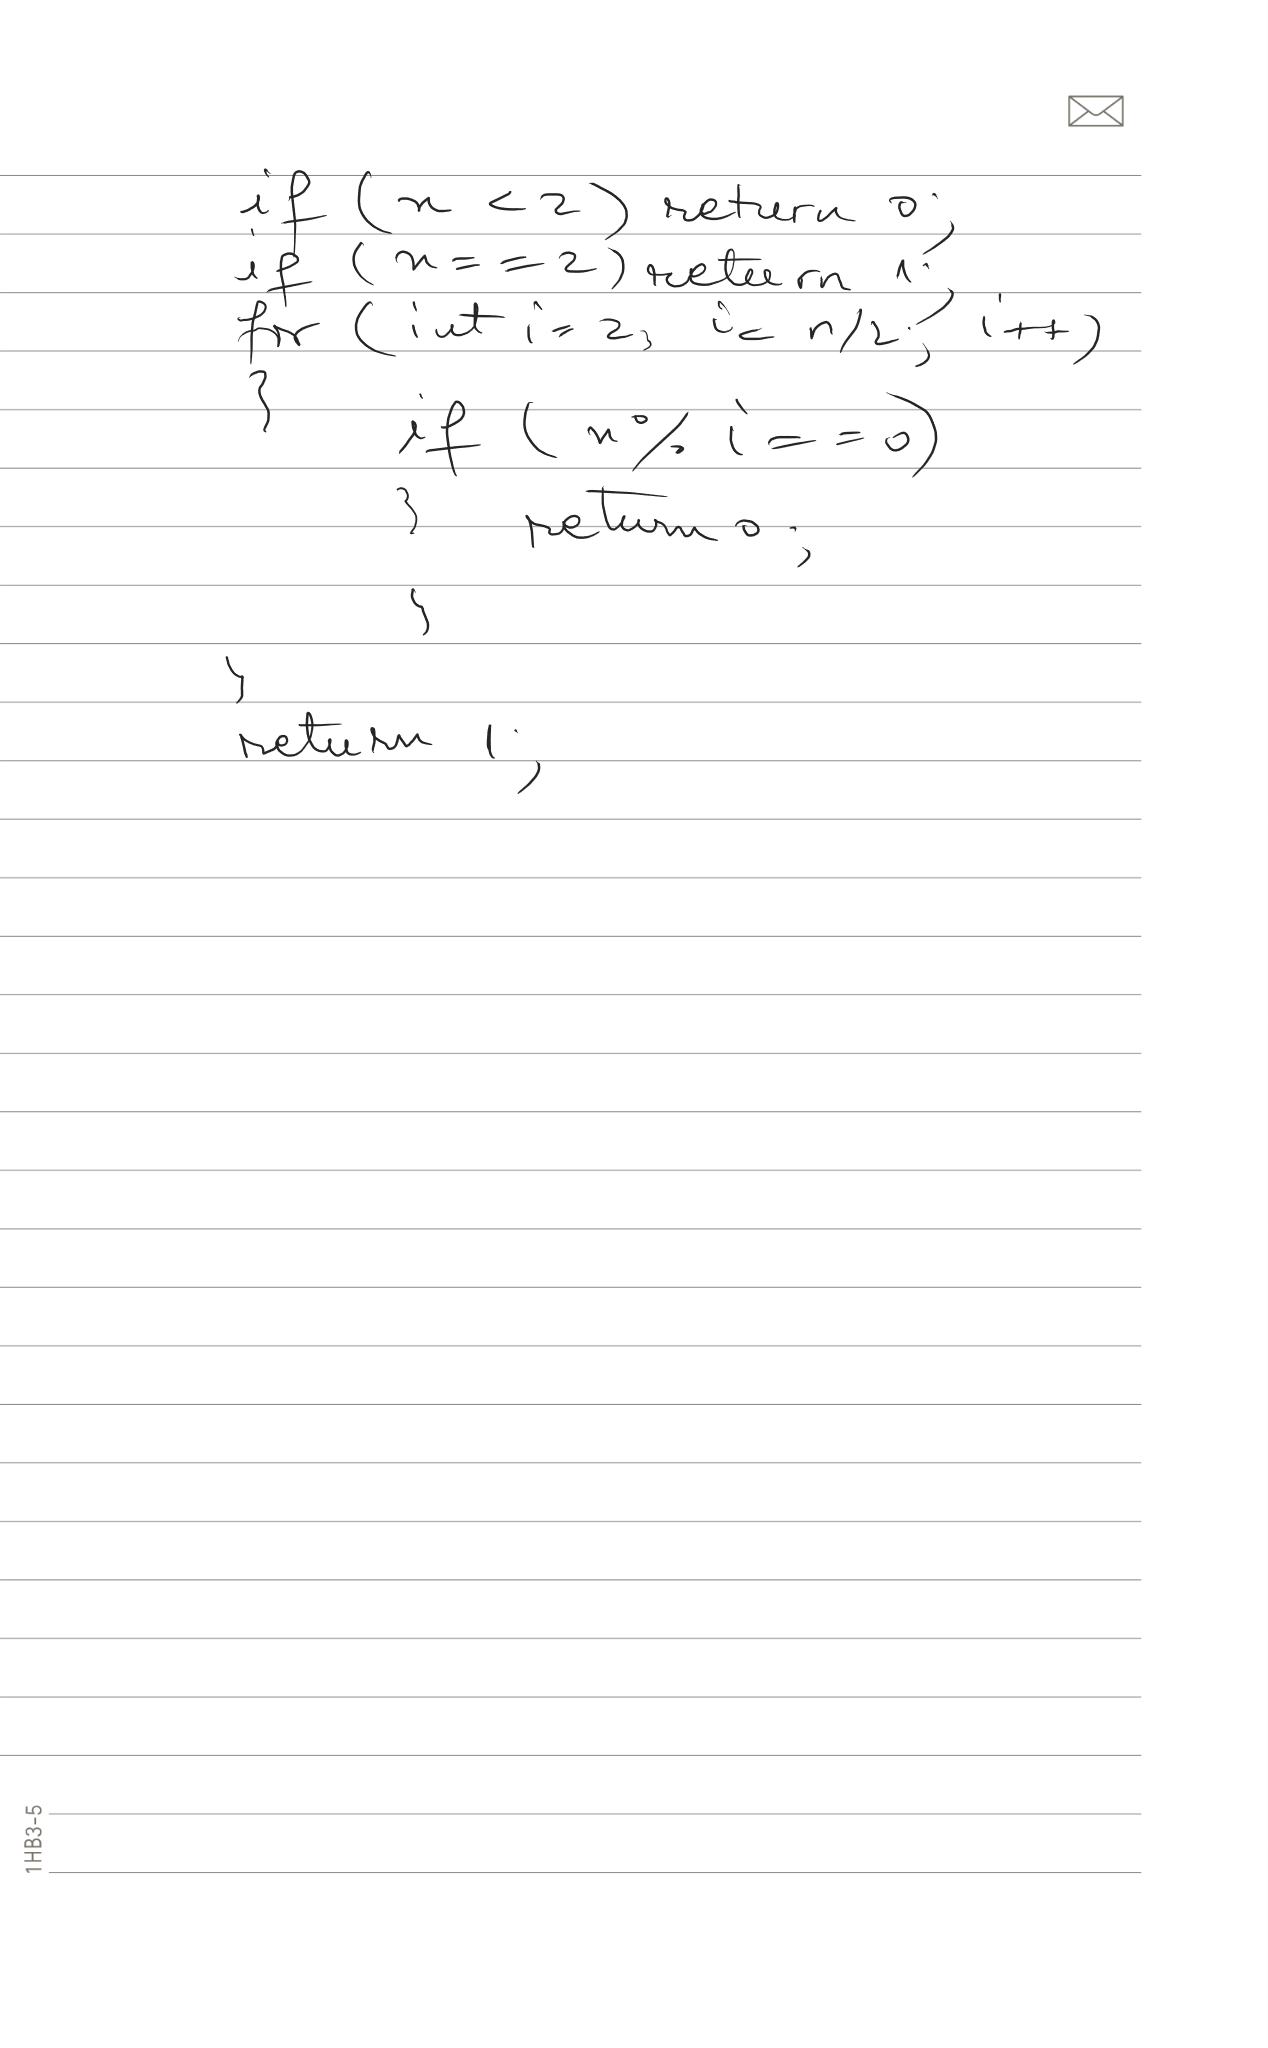 if (n < 2) return 0;
if (n == 2) return 1;
for (int i = 2; i < n/2; i++)
{
if (n % i == 0)
{ return 0;
}
}
return 1;
1HB3-5